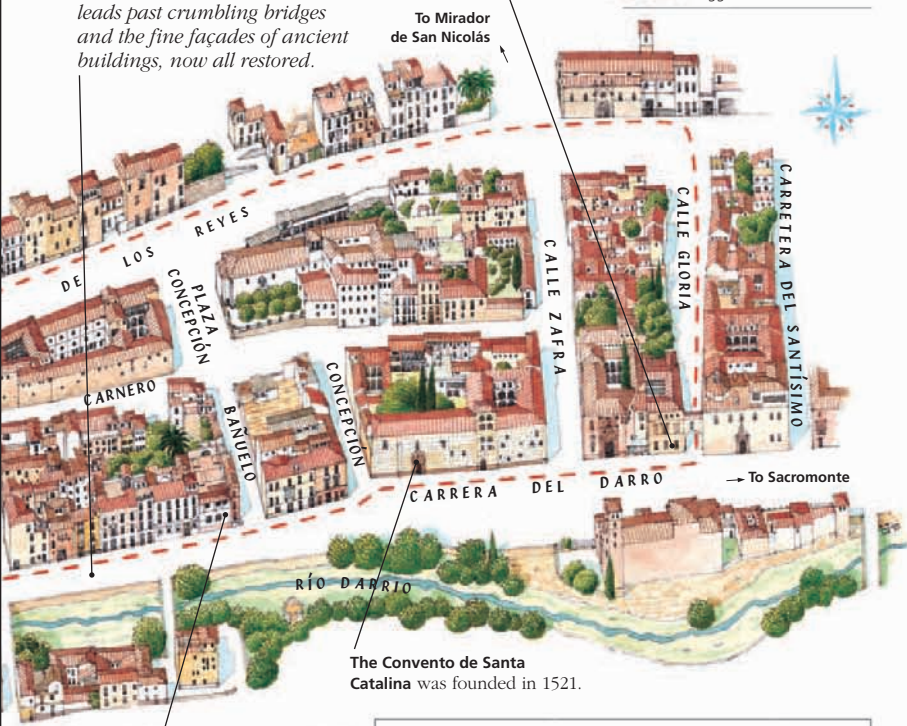 leads past crumbling bridges
and the fine façades of ancient
buildings, now all restored.
To Mirador
de San Nicolás
DE LOS REYES
PLAZA
CONCEPCIÓN
CALLE ZAFRA
CALLE GLORIA
CARRETERA DEL SANTÍSIMO
CARNERO
BAÑUELO
CONCEPCIÓN
CARRERA DEL DARRO
To Sacromonte
RÍO DARRIO
The Convento de Santa
Catalina was founded in 1521.